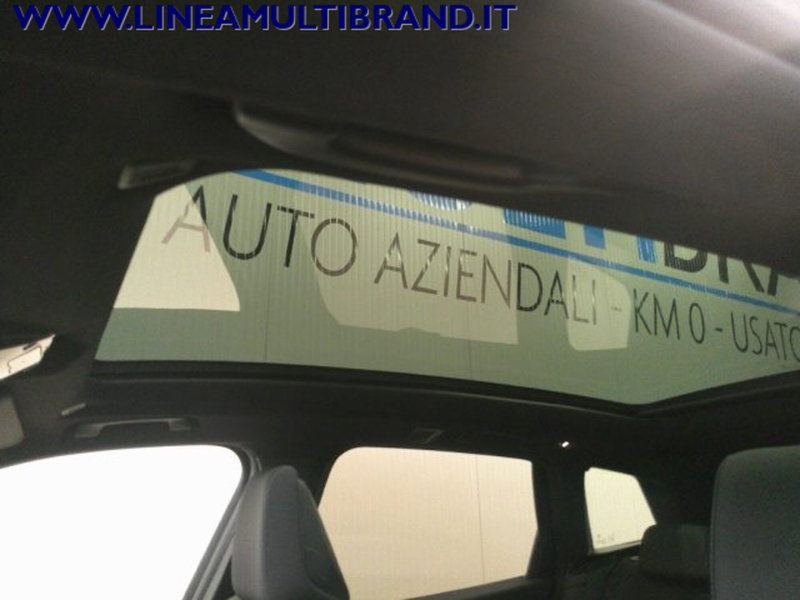 WWW.LINEAMULTIBRAND.IT
AUTO AZIENDALI - KM 0 - USATO